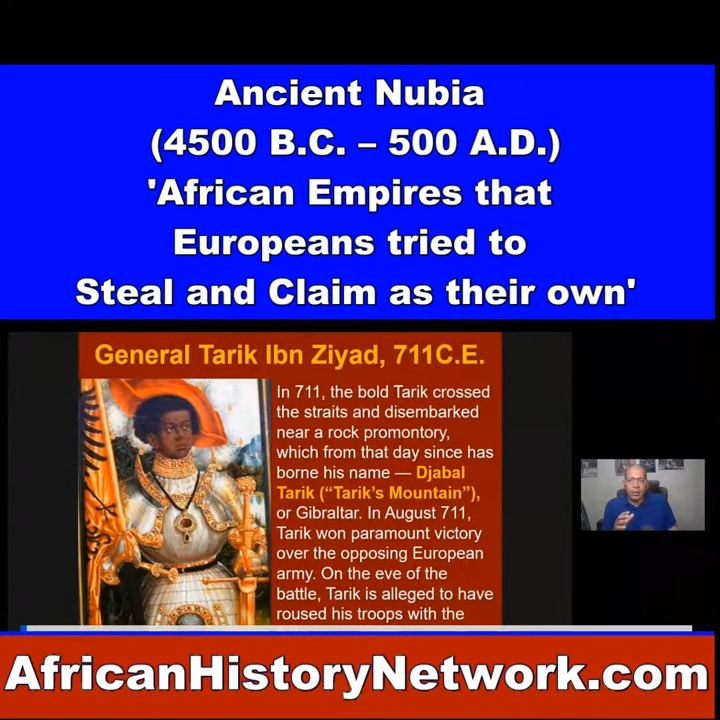 Ancient Nubia
(4500 B.C. – 500 A.D.)
'African Empires that
Europeans tried to
Steal and Claim as their own'
General Tarik Ibn Ziyad, 711C.E.
In 711, the bold Tarik crossed
the straits and disembarked
near a rock promontory,
which from that day since has
borne his name — Djabal
Tarik (“Tarik’s Mountain”),
or Gibraltar. In August 711,
Tarik won paramount victory
over the opposing European
army. On the eve of the
battle, Tarik is alleged to have
roused his troops with the
AfricanHistoryNetwork.com